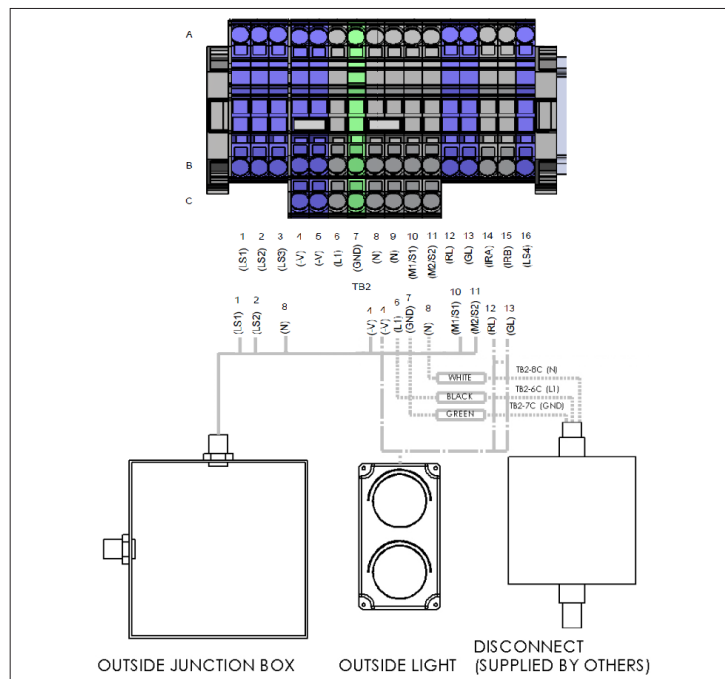 A
B
C
1 2 3 4 5 6 7 8 9 10 11 12 13 14 15 16
(LS1) (LS2) (LS3) (-V) (-V) (L1) (GND) (N) (N) (M1/S1) (M2/S2) (RL) (GL) (IRA) (IRB) (LS4)
TB2
1 2 8 4 4 6 7 8 10 11 12 13
(LS1) (LS2) (N) (-V) (-V) (L1) (GND) (N) (M1/S1) (M2/S2) (RL) (GL)
WHITE TB2-8C (N)
BLACK TB2-6C (L1)
GREEN TB2-7C (GND)
OUTSIDE JUNCTION BOX
OUTSIDE LIGHT
DISCONNECT
(SUPPLIED BY OTHERS)